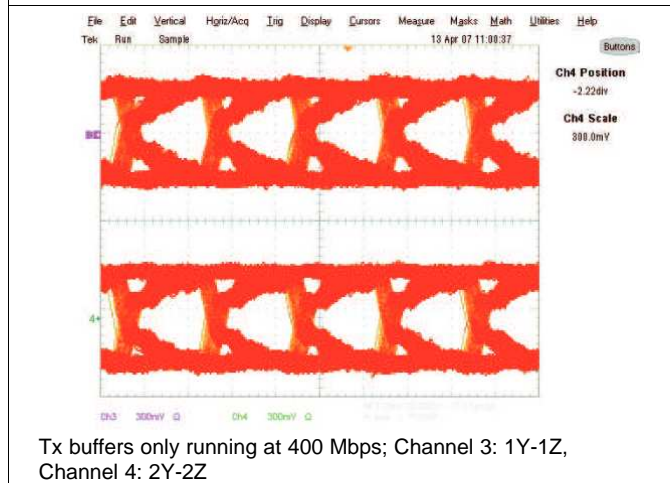 File Edit Vertical Horiz/Acq Trig Display Cursors Measure Masks Math Utilities Help
Tek Run Sample 13 Apr 07 11:08:37
Buttons
Ch4 Position
-2.22div
Ch4 Scale
300.0mV
4
Ch3 300mV Ω Ch4 300mV Ω
Tx buffers only running at 400 Mbps; Channel 3: 1Y-1Z,
Channel 4: 2Y-2Z